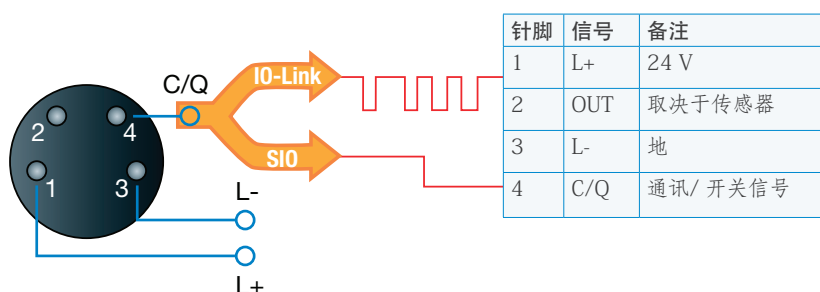 C/Q
IO-Link
SIO
2 4
1 3
L-
L+
针脚 信号 备注
1 L+ 24 V
2 OUT 取决于传感器
3 L- 地
4 C/Q 通讯/ 开关信号